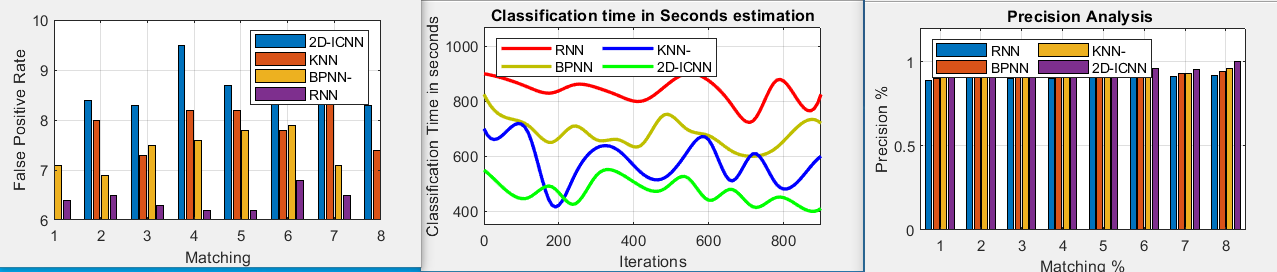 10
9
8
7
6
False Positive Rate
2D-ICNN
KNN
BPNN-
RNN
1 2 3 4 5 6 7 8
Matching
Classification time in Seconds estimation
1000
800
600
400
Classification Time in seconds
RNN KNN-
BPNN 2D-ICNN
0 200 400 600 800
Iterations
Precision Analysis
1
0.5
0
Precision %
RNN KNN-
BPNN 2D-ICNN
1 2 3 4 5 6 7 8
Matching %